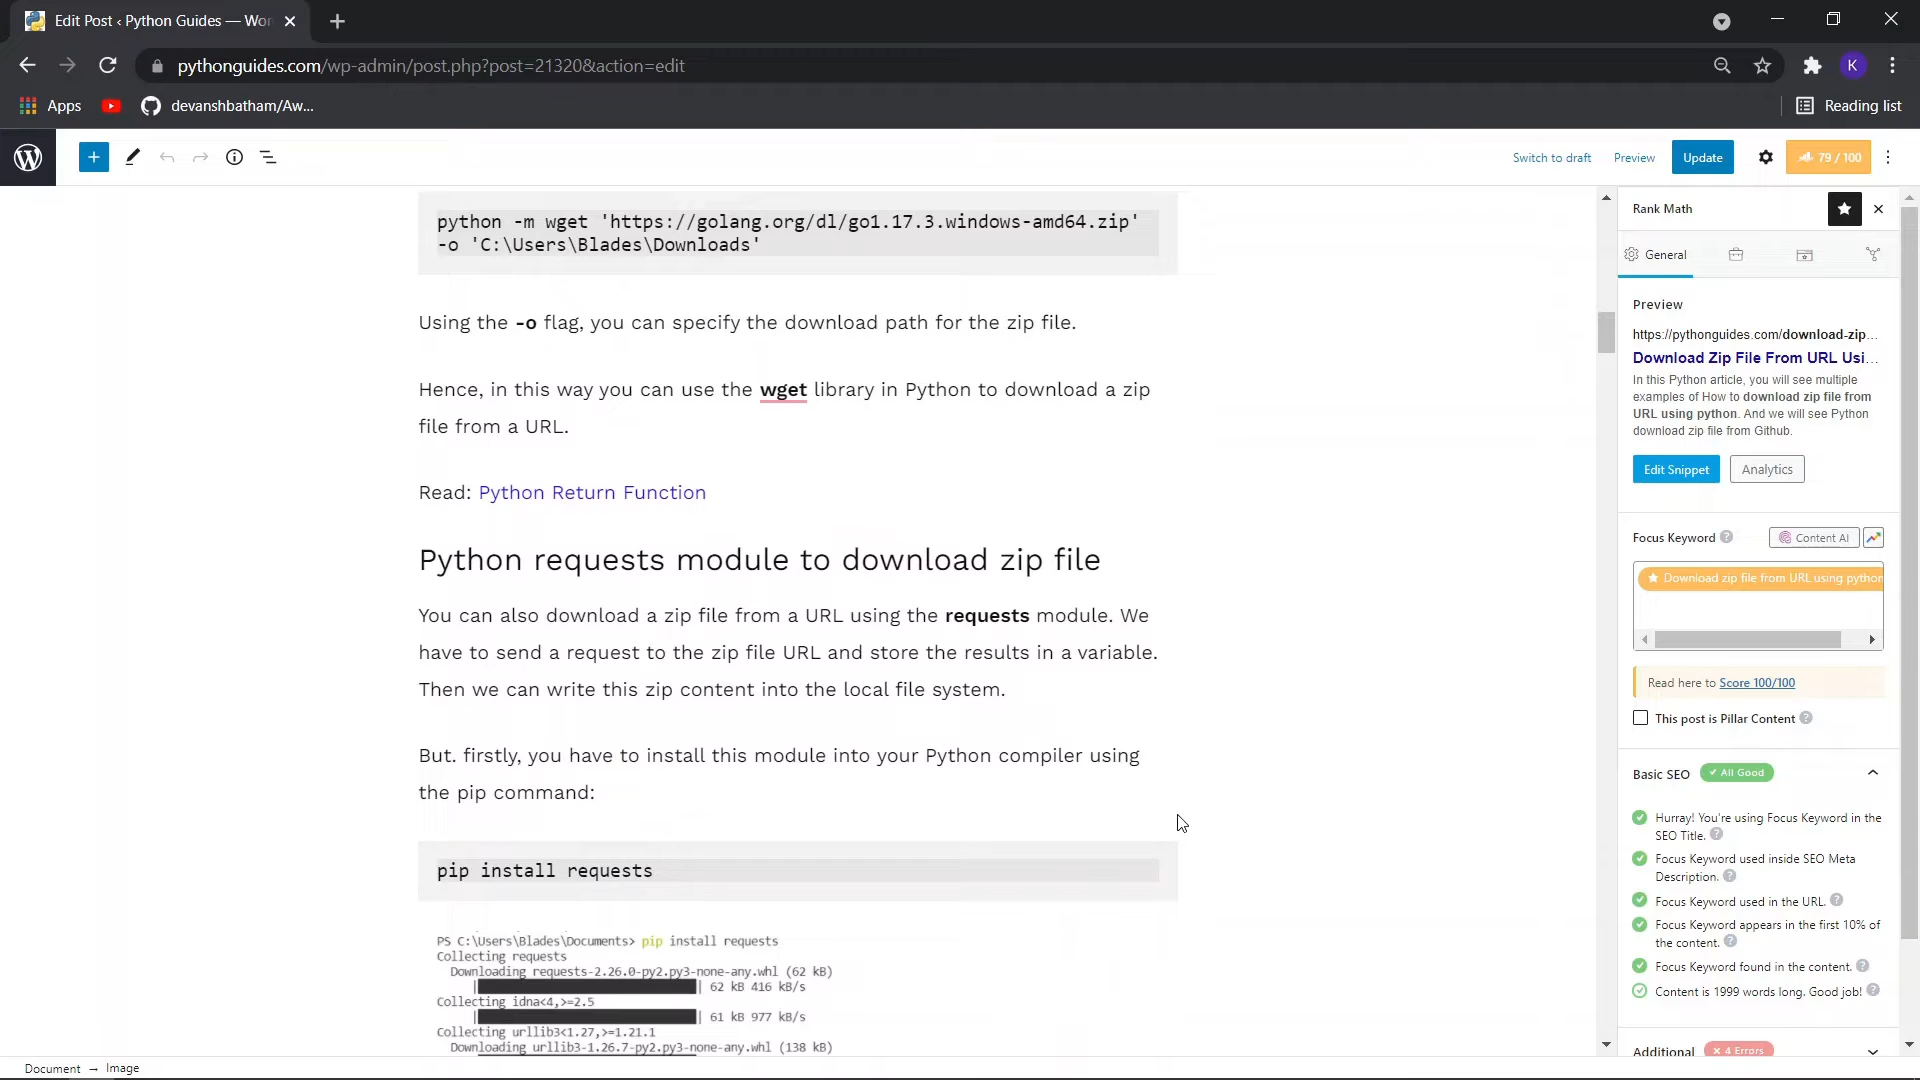 Edit Post ‹ Python Guides — Wor
pythonguides.com/wp-admin/post.php?post=21320&action=edit
K
Apps
devanshbatham/Aw...
Reading list
Switch to draft
Preview
Update
79 / 100
python -m wget 'https://golang.org/dl/go1.17.3.windows-amd64.zip'
-o 'C:\Users\Blades\Downloads'
Using the -o flag, you can specify the download path for the zip file.
Hence, in this way you can use the wget library in Python to download a zip
file from a URL.
Read: Python Return Function
Python requests module to download zip file
You can also download a zip file from a URL using the requests module. We
have to send a request to the zip file URL and store the results in a variable.
Then we can write this zip content into the local file system.
But. firstly, you have to install this module into your Python compiler using
the pip command:
pip install requests
PS C:\Users\Blades\Documents> pip install requests
Collecting requests
Downloading requests-2.26.0-py2.py3-none-any.whl (62 kB)
| | 62 kB 416 kB/s
Collecting idna<4,>=2.5
| | 61 kB 977 kB/s
Collecting urllib3<1.27,>=1.21.1
Downloading urllib3-1.26.7-py2.py3-none-any.whl (138 kB)
Rank Math
General
Preview
https://pythonguides.com/download-zip...
Download Zip File From URL Usi...
In this Python article, you will see multiple
examples of How to download zip file from
URL using python. And we will see Python
download zip file from Github.
Edit Snippet
Analytics
Focus Keyword
Content AI
Download zip file from URL using python
Read here to Score 100/100
This post is Pillar Content
Basic SEO
All Good
Hurray! You're using Focus Keyword in the
SEO Title.
Focus Keyword used inside SEO Meta
Description.
Focus Keyword used in the URL.
Focus Keyword appears in the first 10% of
the content.
Focus Keyword found in the content.
Content is 1999 words long. Good job!
Additional
× 4 Errors
Document → Image